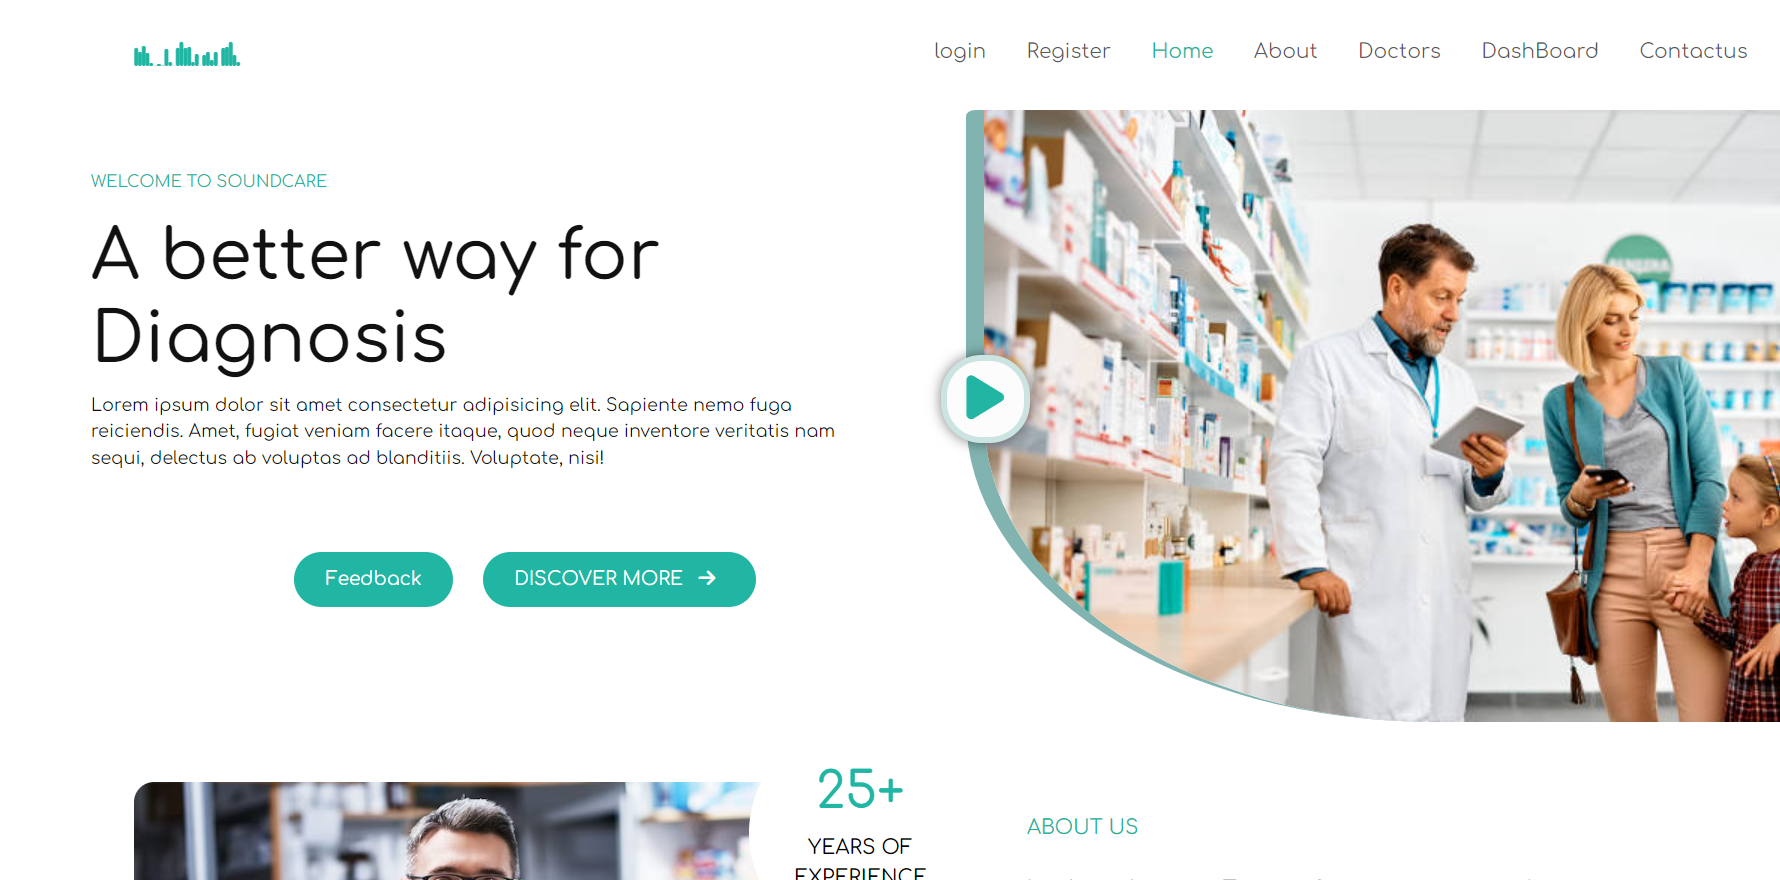 login Register Home About Doctors DashBoard Contactus
WELCOME TO SOUNDCARE
A better way for
Diagnosis
Lorem ipsum dolor sit amet consectetur adipisicing elit. Sapiente nemo fuga
reiciendis. Amet, fugiat veniam facere itaque, quod neque inventore veritatis nam
sequi, delectus ab voluptas ad blanditiis. Voluptate, nisi!
Feedback
DISCOVER MORE
25+
YEARS OF
EXPERIENCE
ABOUT US